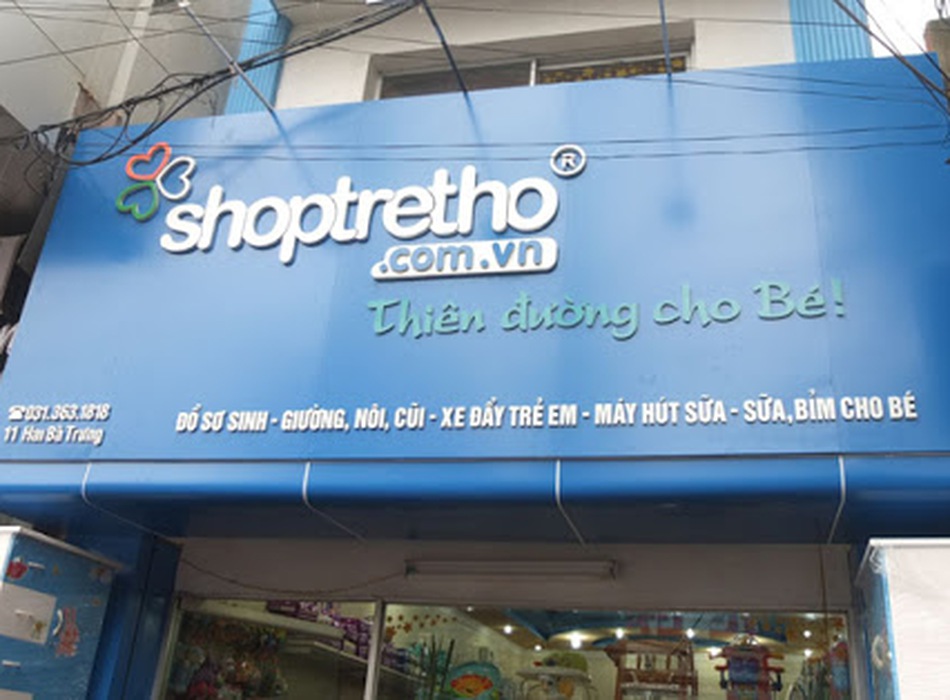 shoptretho ®
.com.vn
Thiên đường cho Bé!
☎031.363.1818
11 Hai Bà Trưng
ĐỒ SƠ SINH - GIƯỜNG, NÔI, CŨI - XE ĐẨY TRẺ EM - MÁY HÚT SỮA - SỮA, BỈM CHO BÉ